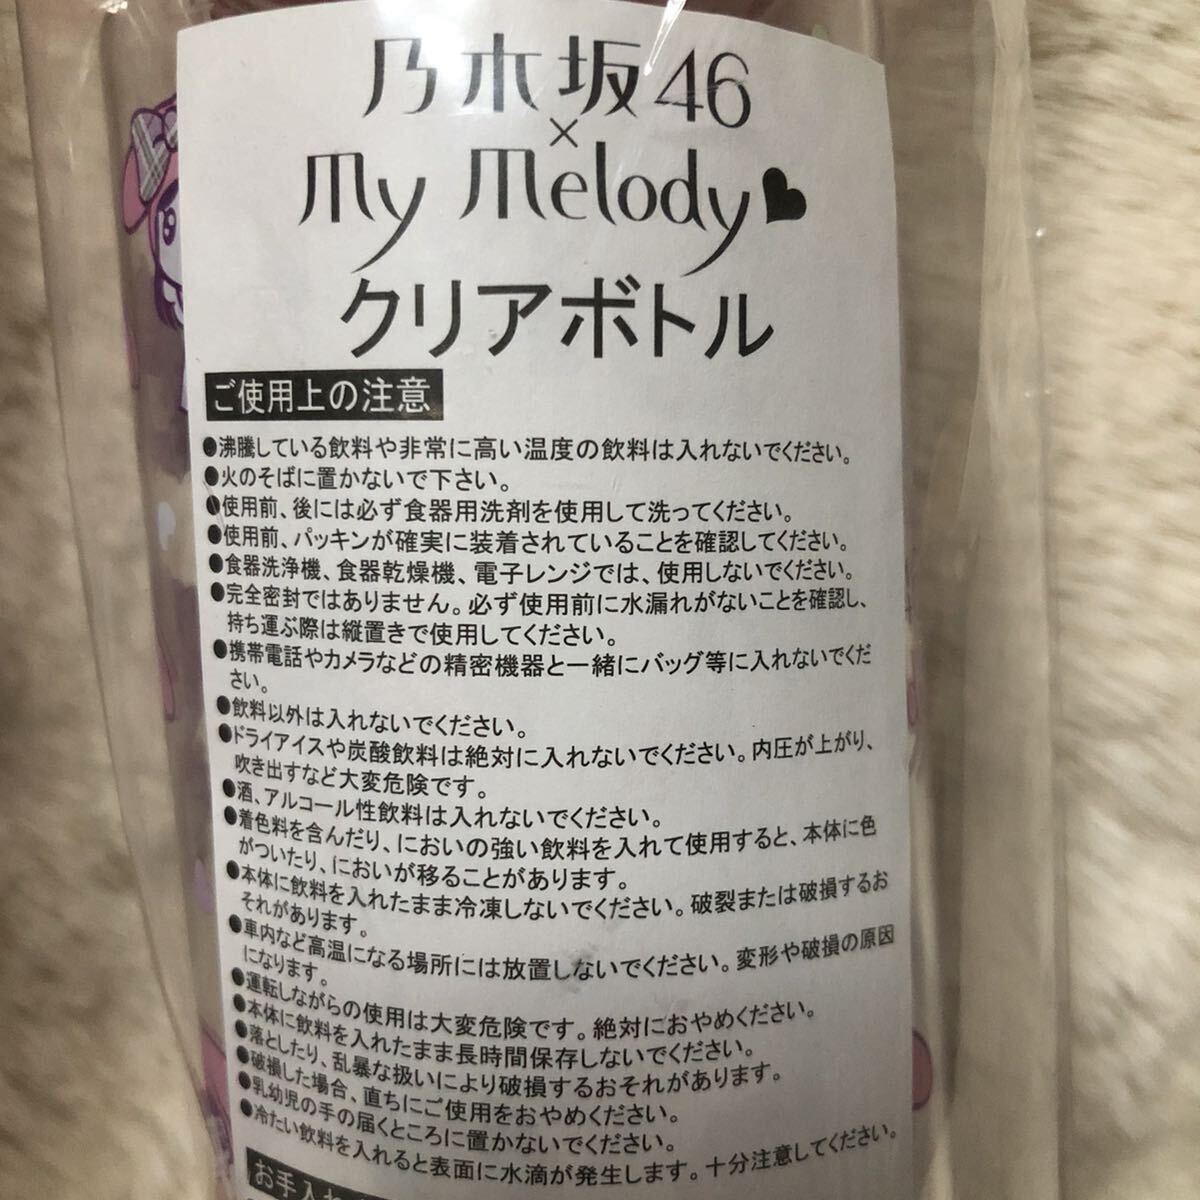 乃木坂46
×
My Melody♥
クリアボトル
ご使用上の注意
●沸騰している飲料や非常に高い温度の飲料は入れないでください。
●火のそばに置かないで下さい。
●使用前、後には必ず食器用洗剤を使用して洗ってください。
●使用前、パッキンが確実に装着されていることを確認してください。
●食器洗浄機、食器乾燥機、電子レンジでは、使用しないでください。
●完全密封ではありません。必ず使用前に水漏れがないことを確認し、
持ち運ぶ際は縦置きで使用してください。
●携帯電話やカメラなどの精密機器と一緒にバッグ等に入れないでくだ
さい。
●飲料以外は入れないでください。
●ドライアイスや炭酸飲料は絶対に入れないでください。内圧が上がり、
吹き出すなど大変危険です。
●酒、アルコール性飲料は入れないでください。
●着色料を含んだり、においの強い飲料を入れて使用すると、本体に色
がついたり、においが移ることがあります。
●本体に飲料を入れたまま冷凍しないでください。破裂または破損するお
それがあります。
●車内など高温になる場所には放置しないでください。変形や破損の原因
になります。
●運転しながらの使用は大変危険です。絶対におやめください。
●本体に飲料を入れたまま長時間保存しないでください。
●落としたり、乱暴な扱いにより破損するおそれがあります。
●破損した場合、直ちにご使用をおやめください。
●乳幼児の手の届くところに置かないでください。
●冷たい飲料を入れると表面に水滴が発生します。十分注意してください。
お手入れ